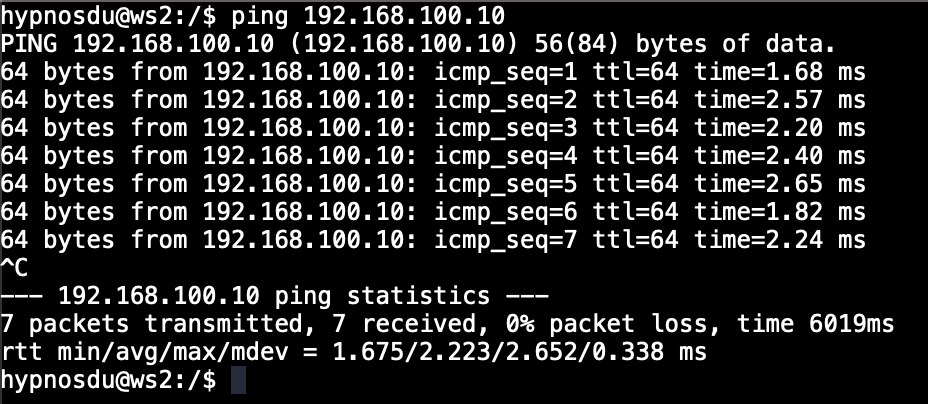 hypnosdu@ws2:/$ ping 192.168.100.10
PING 192.168.100.10 (192.168.100.10) 56(84) bytes of data.
64 bytes from 192.168.100.10: icmp_seq=1 ttl=64 time=1.68 ms
64 bytes from 192.168.100.10: icmp_seq=2 ttl=64 time=2.57 ms
64 bytes from 192.168.100.10: icmp_seq=3 ttl=64 time=2.20 ms
64 bytes from 192.168.100.10: icmp_seq=4 ttl=64 time=2.40 ms
64 bytes from 192.168.100.10: icmp_seq=5 ttl=64 time=2.65 ms
64 bytes from 192.168.100.10: icmp_seq=6 ttl=64 time=1.82 ms
64 bytes from 192.168.100.10: icmp_seq=7 ttl=64 time=2.24 ms
^C
--- 192.168.100.10 ping statistics ---
7 packets transmitted, 7 received, 0% packet loss, time 6019ms
rtt min/avg/max/mdev = 1.675/2.223/2.652/0.338 ms
hypnosdu@ws2:/$